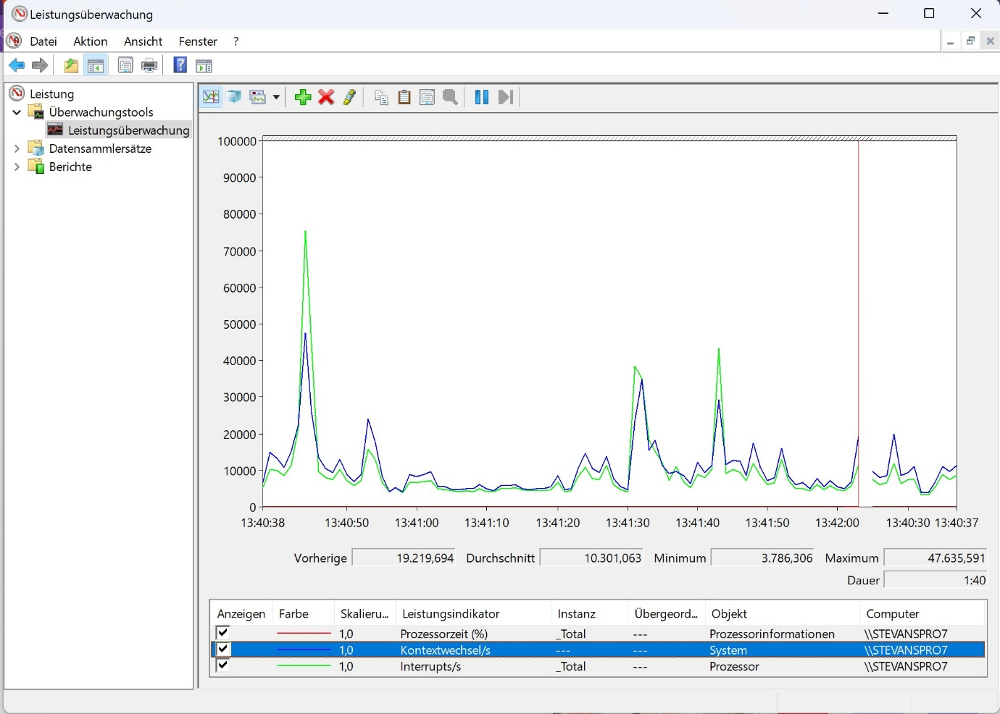 Leistungsüberwachung
Datei Aktion Ansicht Fenster ?
Leistung
Überwachungstools
Leistungsüberwachung
Datensammlersätze
Berichte
100000
90000
80000
70000
60000
50000
40000
30000
20000
10000
0
13:40:38 13:40:50 13:41:00 13:41:10 13:41:20 13:41:30 13:41:40 13:41:50 13:42:00 13:40:30 13:40:37
Vorherige 19.219,694 Durchschnitt 10.301,063 Minimum 3.786,306 Maximum 47.635,591
Dauer 1:40
Anzeigen Farbe Skalieru... Leistungsindikator Instanz Übergeord... Objekt Computer
1,0 Prozessorzeit (%) _Total --- Prozessorinformationen \\STEVANSPRO7
1,0 Kontextwechsel/s --- --- System \\STEVANSPRO7
1,0 Interrupts/s _Total --- Prozessor \\STEVANSPRO7